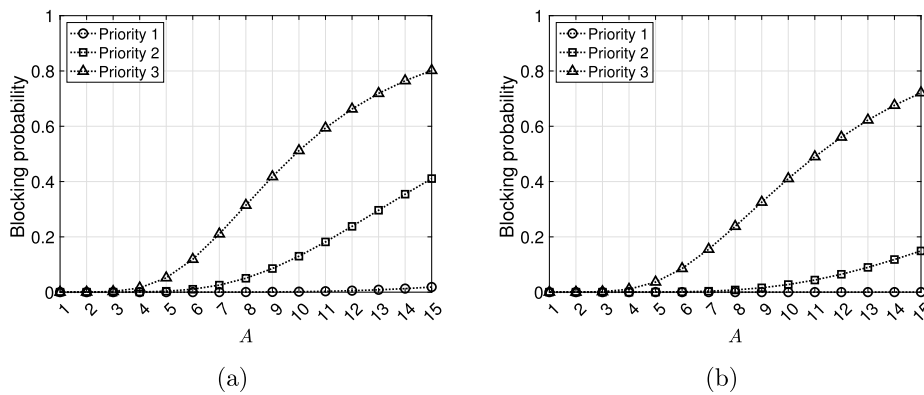 1
0.8
0.6
0.4
0.2
0
Blocking probability
Priority 1
Priority 2
Priority 3
1 2 3 4 5 6 7 8 9 10 11 12 13 14 15
A
(a)
1
0.8
0.6
0.4
0.2
0
Blocking probability
Priority 1
Priority 2
Priority 3
1 2 3 4 5 6 7 8 9 10 11 12 13 14 15
A
(b)